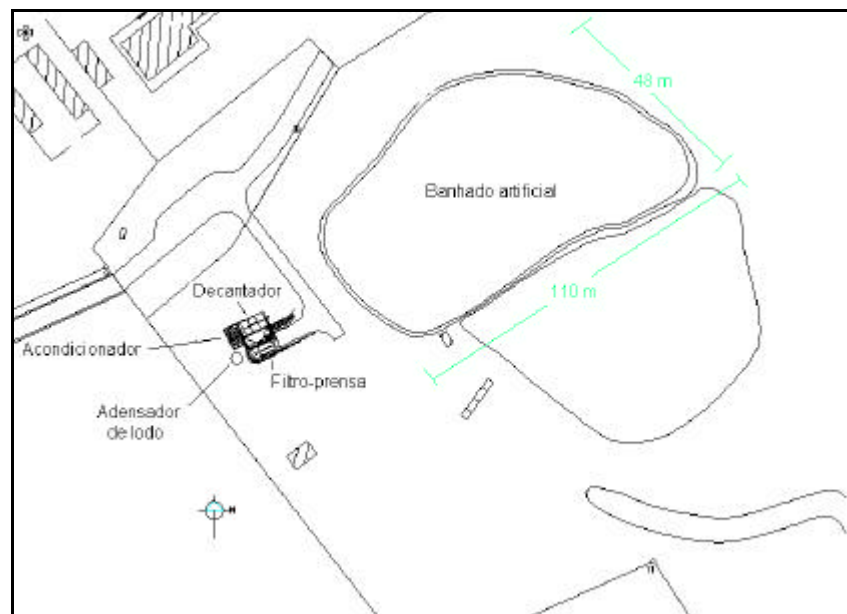 48 m
Banhado artificial
Decantador
110 m
Acondicionador
Filtro-prensa
Adensador
de lodo